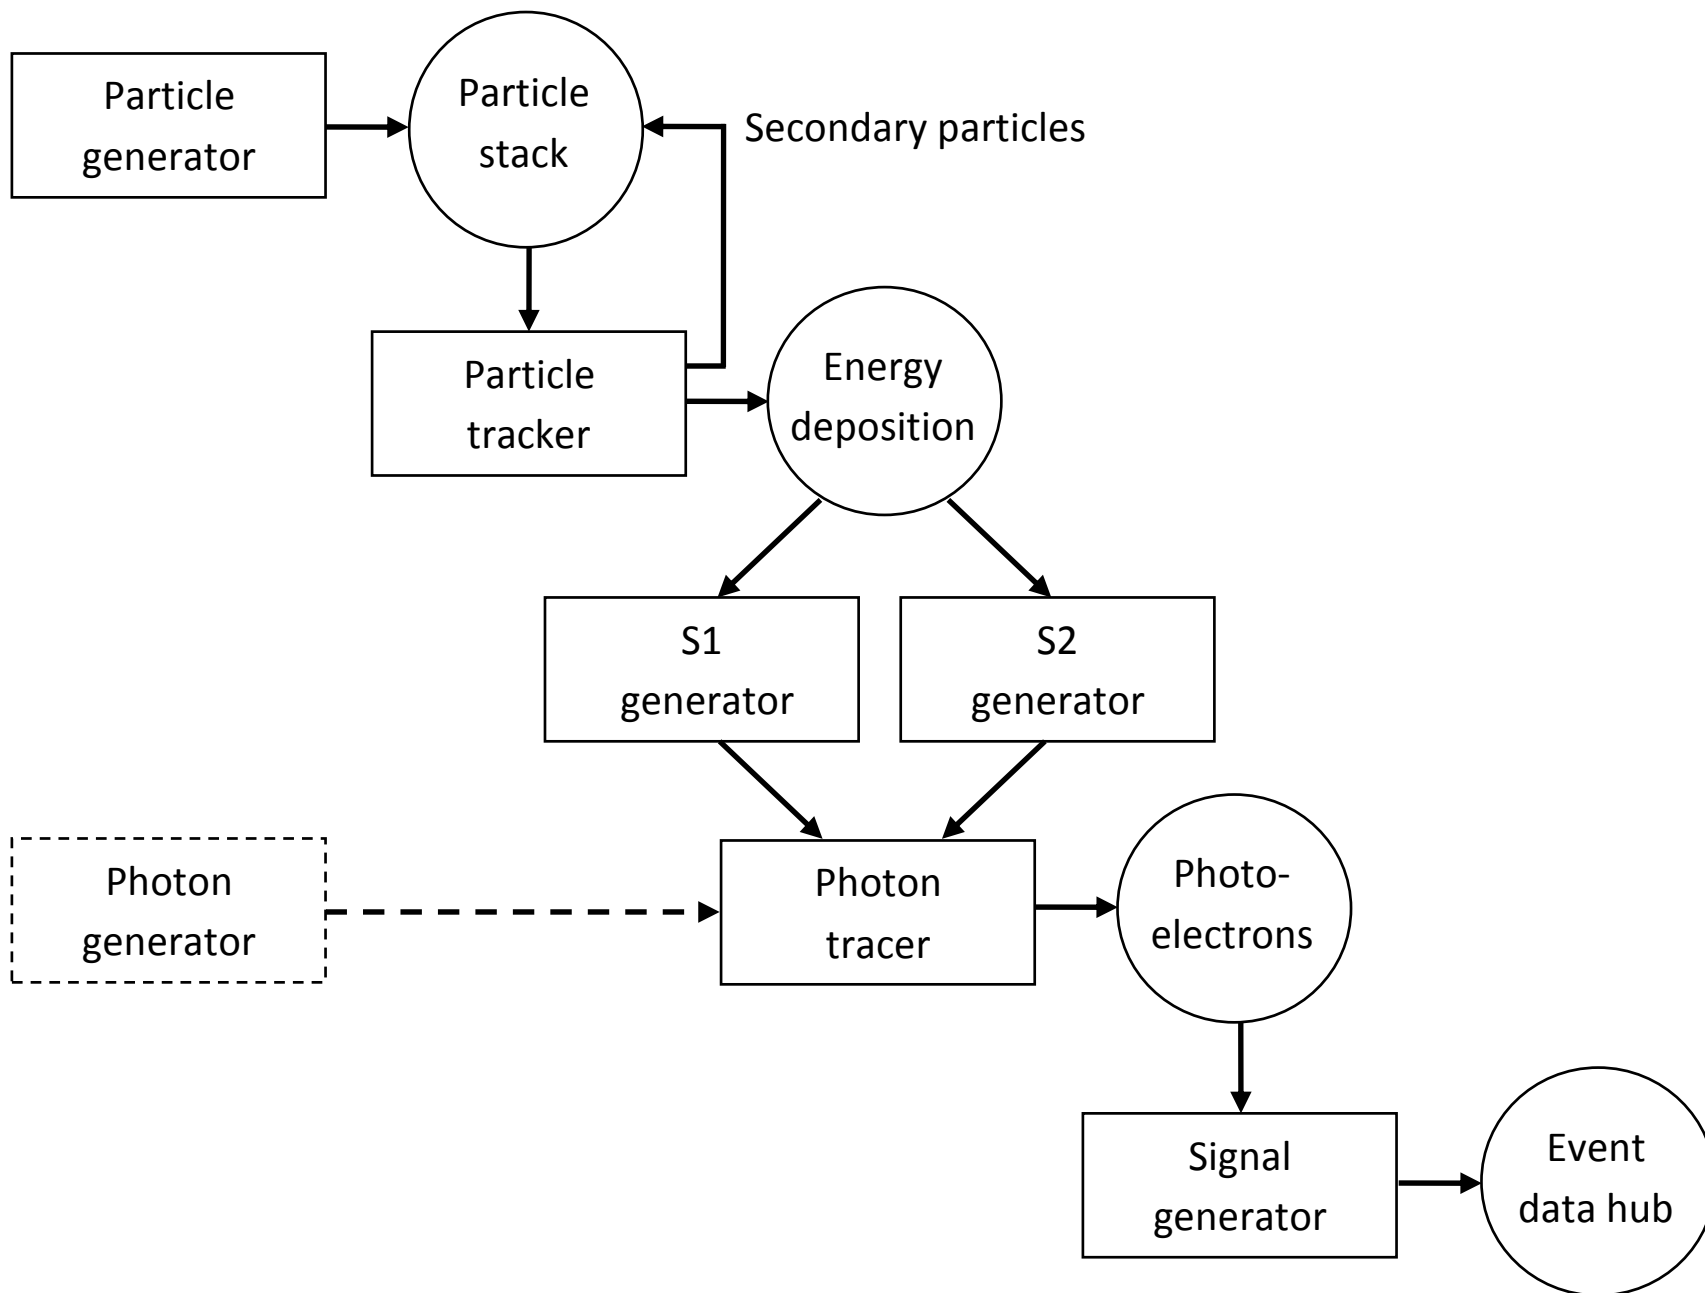 Particle
generator
Particle
stack
Secondary particles
Particle
tracker
Energy
deposition
S1
generator
S2
generator
Photon
generator
Photon
tracer
Photo-
electrons
Signal
generator
Event
data hub